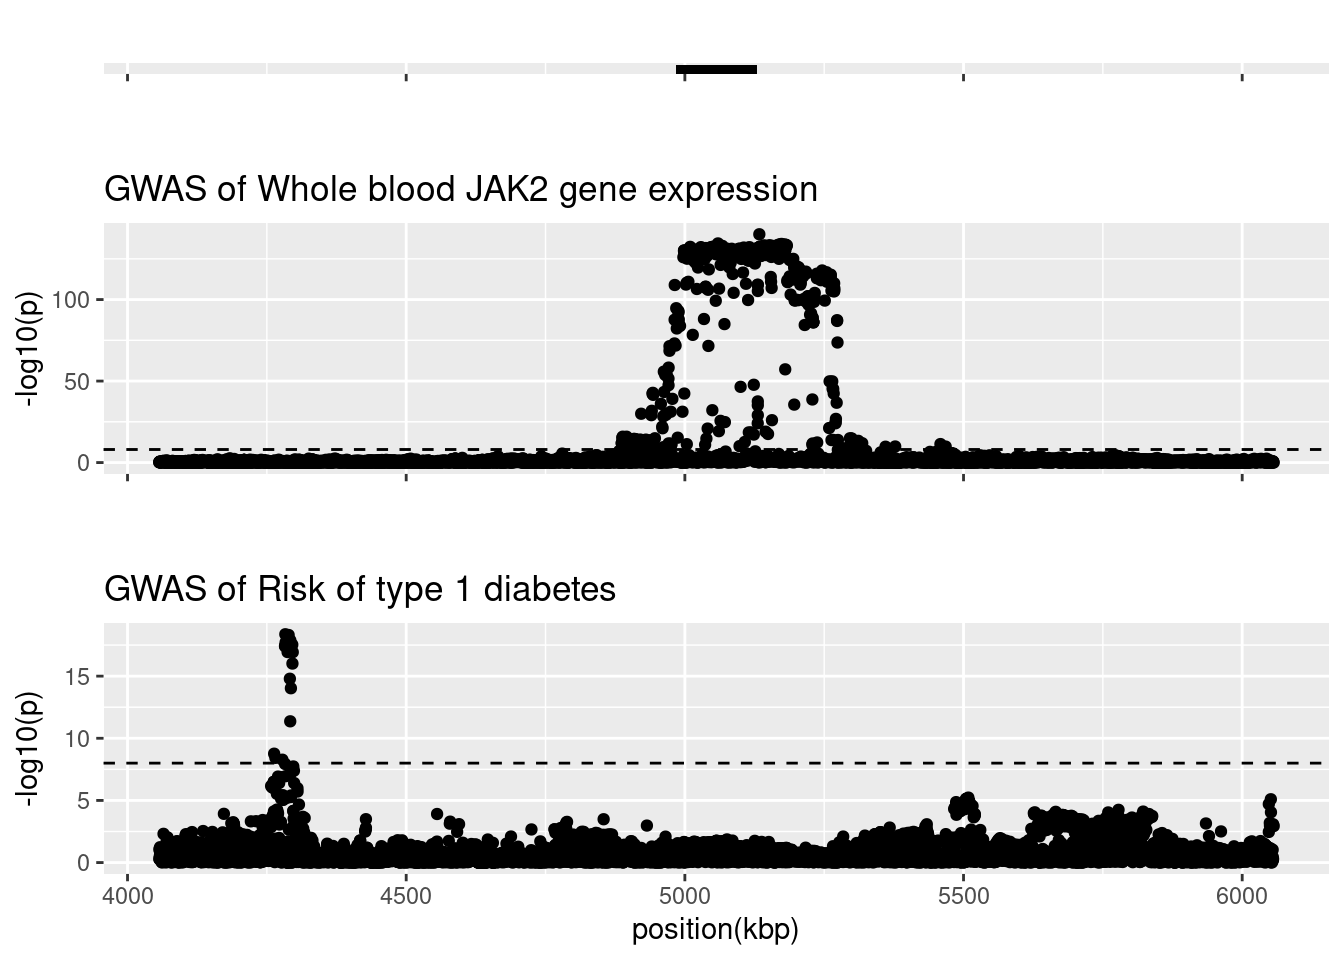 GWAS of Whole blood JAK2 gene expression
-log10(p)
100
50
0
GWAS of Risk of type 1 diabetes
-log10(p)
15
10
5
0
4000 4500 5000 5500 6000
position(kbp)